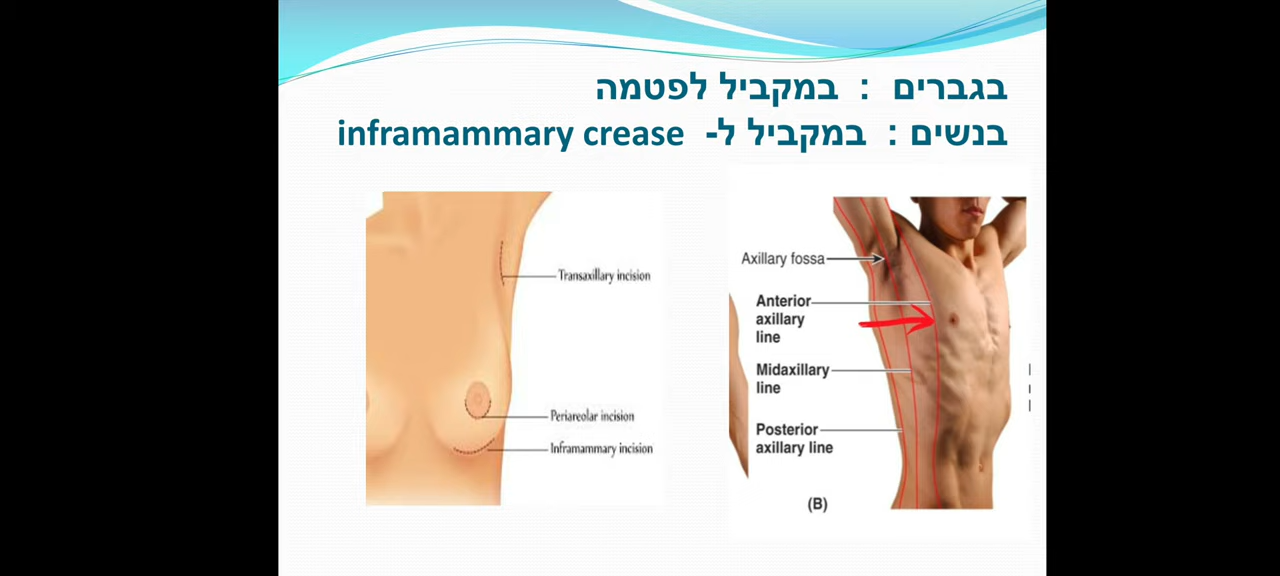 בגברים : במקביל לפטמה
בנשים : במקביל ל- inframammary crease
Transaxillary incision
Periareolar incision
Inframammary incision
Axillary fossa
Anterior
axillary
line
Midaxillary
line
Posterior
axillary line
(B)